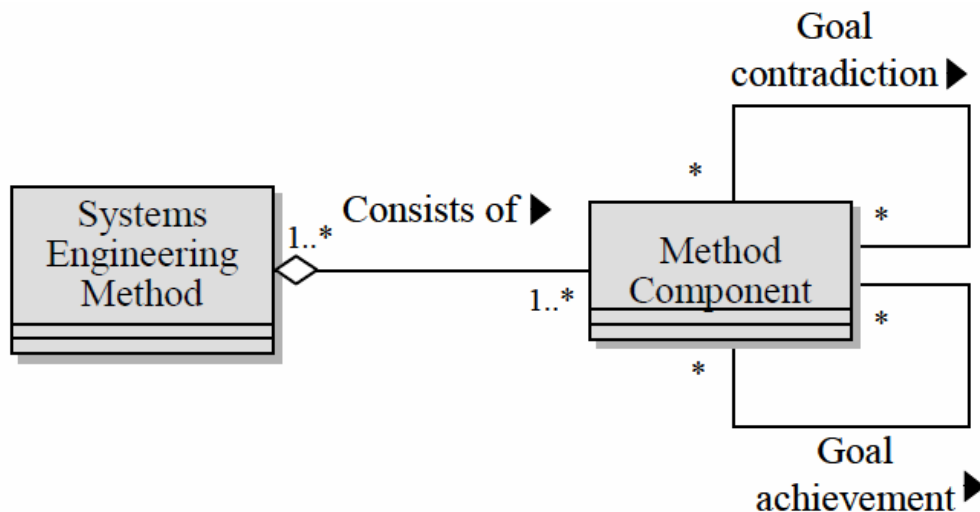 Goal
contradiction ▶
*
*
Systems
Engineering
Method
1..*
Consists of ▶
1..*
Method
Component
*
*
Goal
achievement ▶